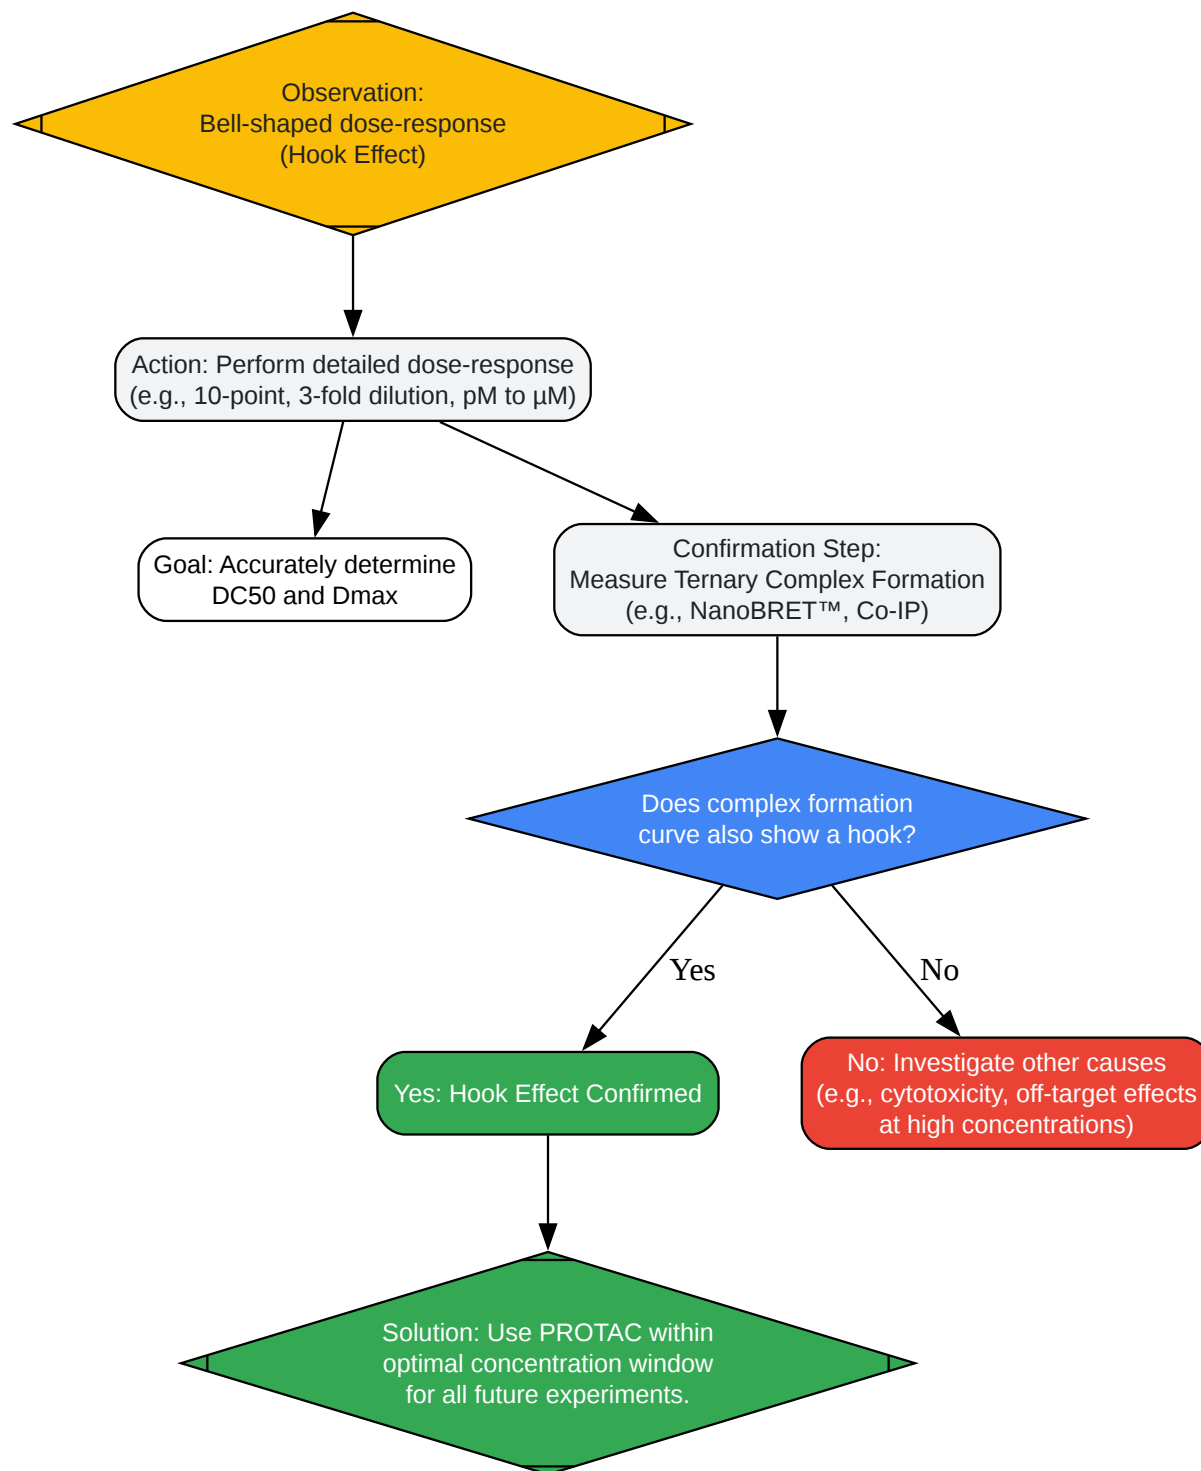 Observation:
Bell-shaped dose-response
(Hook Effect)
Action: Perform detailed dose-response
(e.g., 10-point, 3-fold dilution, pM to µM)
Goal: Accurately determine
DC50 and Dmax
Confirmation Step:
Measure Ternary Complex Formation
(e.g., NanoBRET™, Co-IP)
Does complex formation
curve also show a hook?
Yes
No
Yes: Hook Effect Confirmed
No: Investigate other causes
(e.g., cytotoxicity, off-target effects
at high concentrations)
Solution: Use PROTAC within
optimal concentration window
for all future experiments.